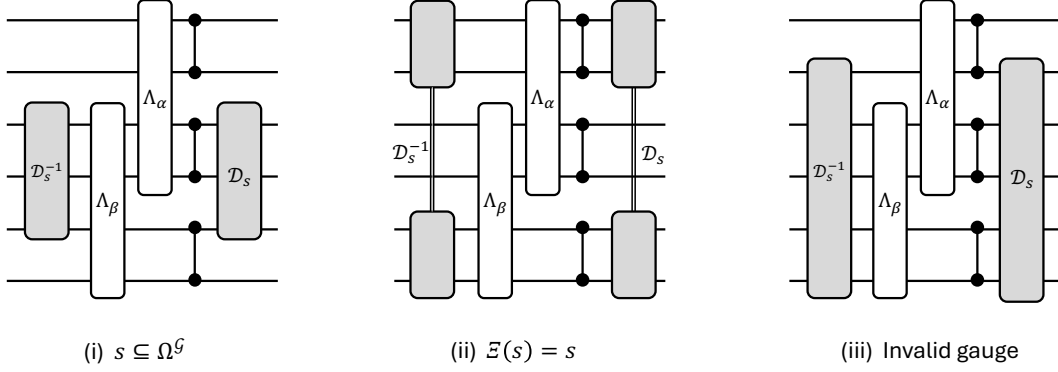 Λ_α
𝒟_s^{-1}
Λ_β
𝒟_s
(i) s ⊆ Ω^𝒢
Λ_α
𝒟_s^{-1}
Λ_β
𝒟_s
(ii) Ξ(s) = s
Λ_α
𝒟_s^{-1}
Λ_β
𝒟_s
(iii) Invalid gauge